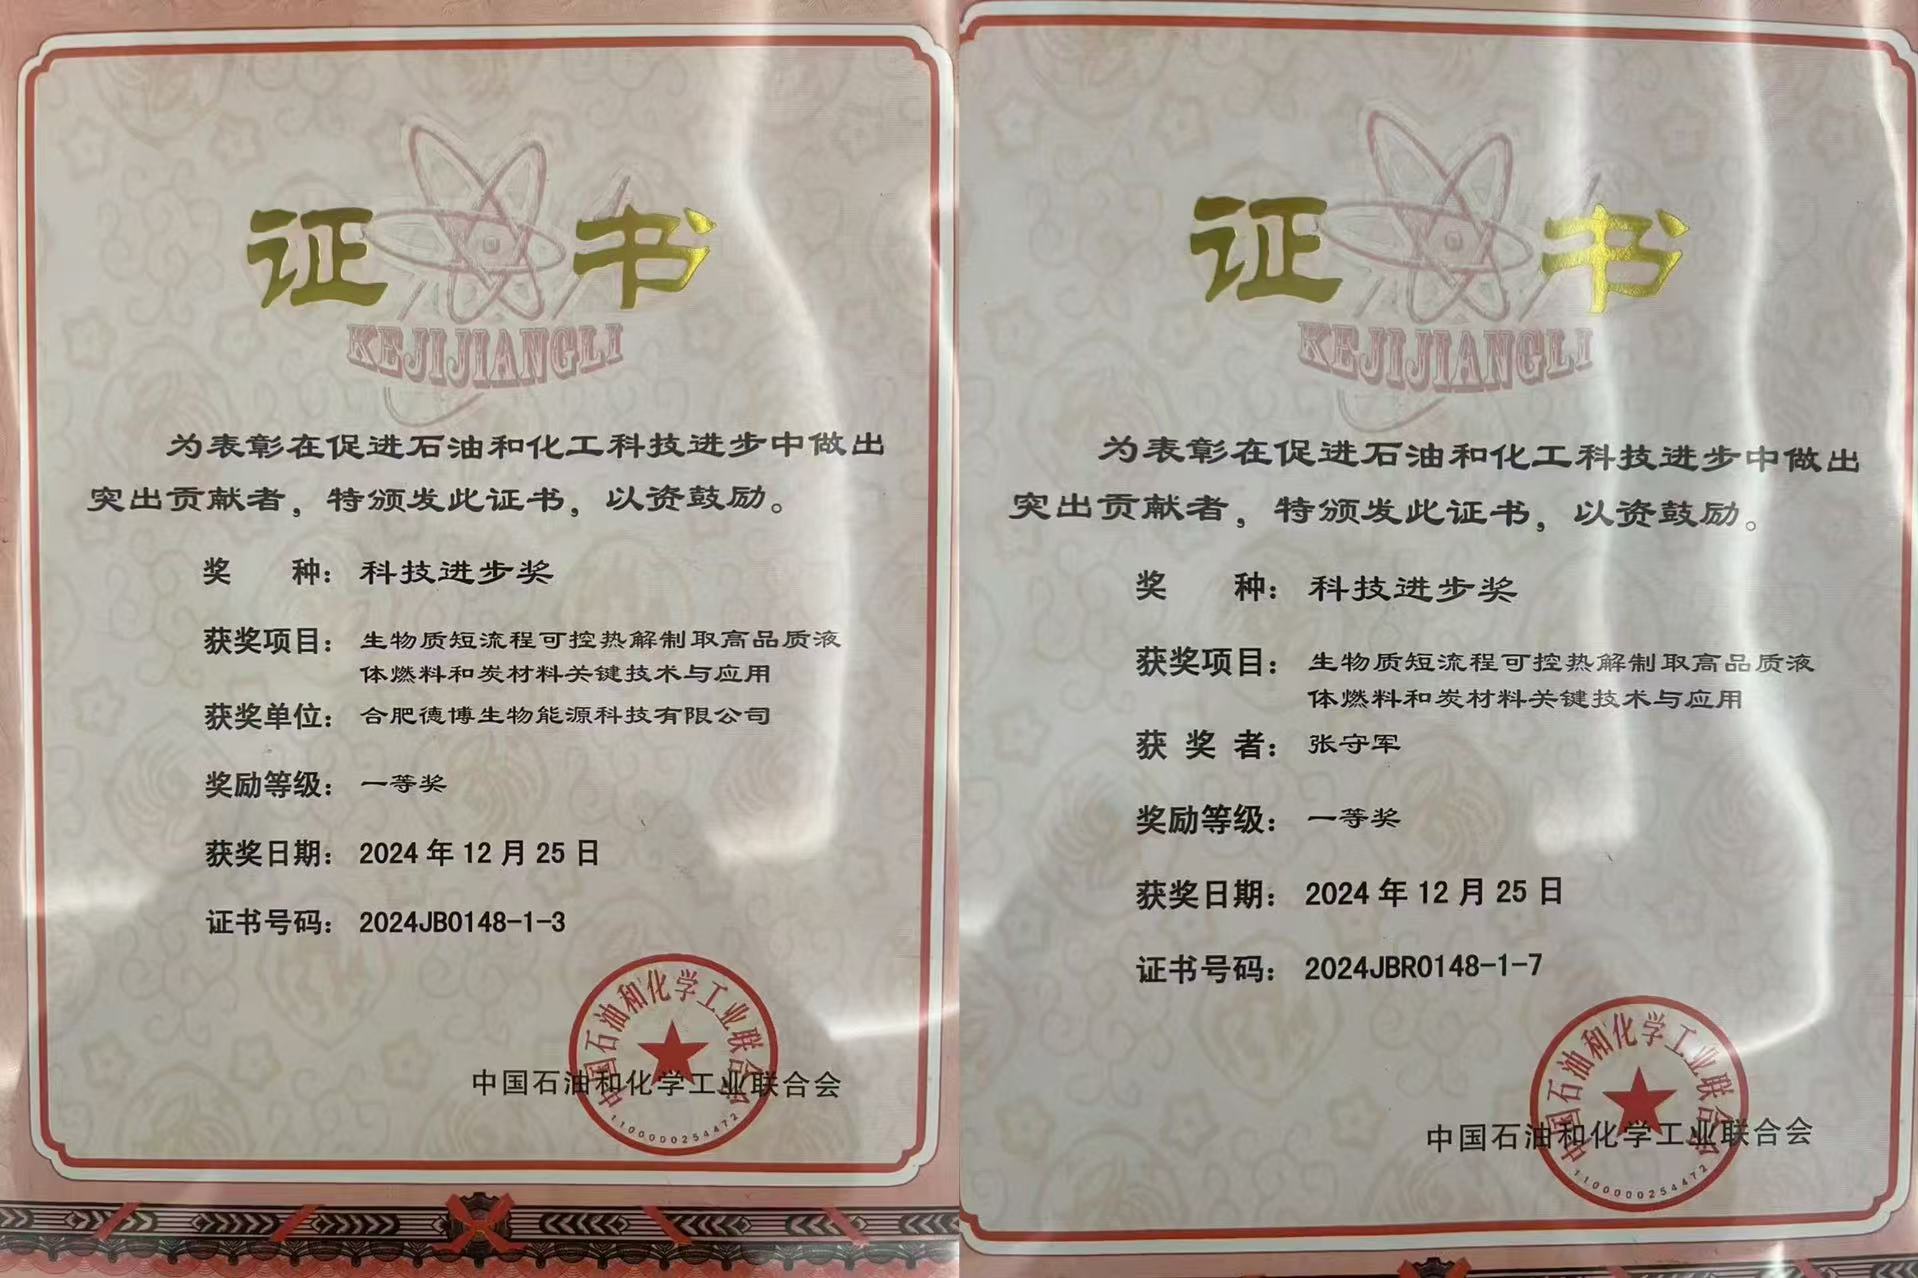 证书
KEJIJIANGLI
为表彰在促进石油和化工科技进步中做出
突出贡献者，特颁发此证书，以资鼓励。
奖 种：科技进步奖
获奖项目：生物质短流程可控热解制取高品质液
体燃料和炭材料关键技术与应用
获奖单位：合肥德博生物能源科技有限公司
奖励等级：一等奖
获奖日期：2024年12月25日
证书号码：2024JB0148-1-3
中国石油和化学工业联合会
中国石油和化学工业联合会
1100000254472
证书
KEJIJIANGLI
为表彰在促进石油和化工科技进步中做出
突出贡献者，特颁发此证书，以资鼓励。
奖 种：科技进步奖
获奖项目：生物质短流程可控热解制取高品质液
体燃料和炭材料关键技术与应用
获 奖 者：张守军
奖励等级：一等奖
获奖日期：2024年12月25日
证书号码：2024JBR0148-1-7
中国石油和化学工业联合会
中国石油和化学工业联合会
1100000254472